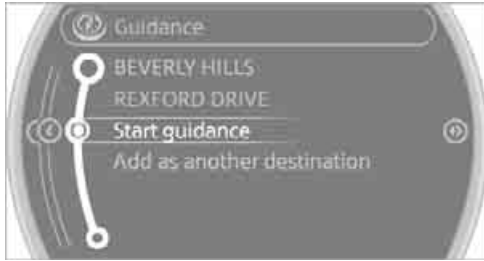 Guidance
BEVERLY HILLS
REXFORD DRIVE
Start guidance
Add as another destination